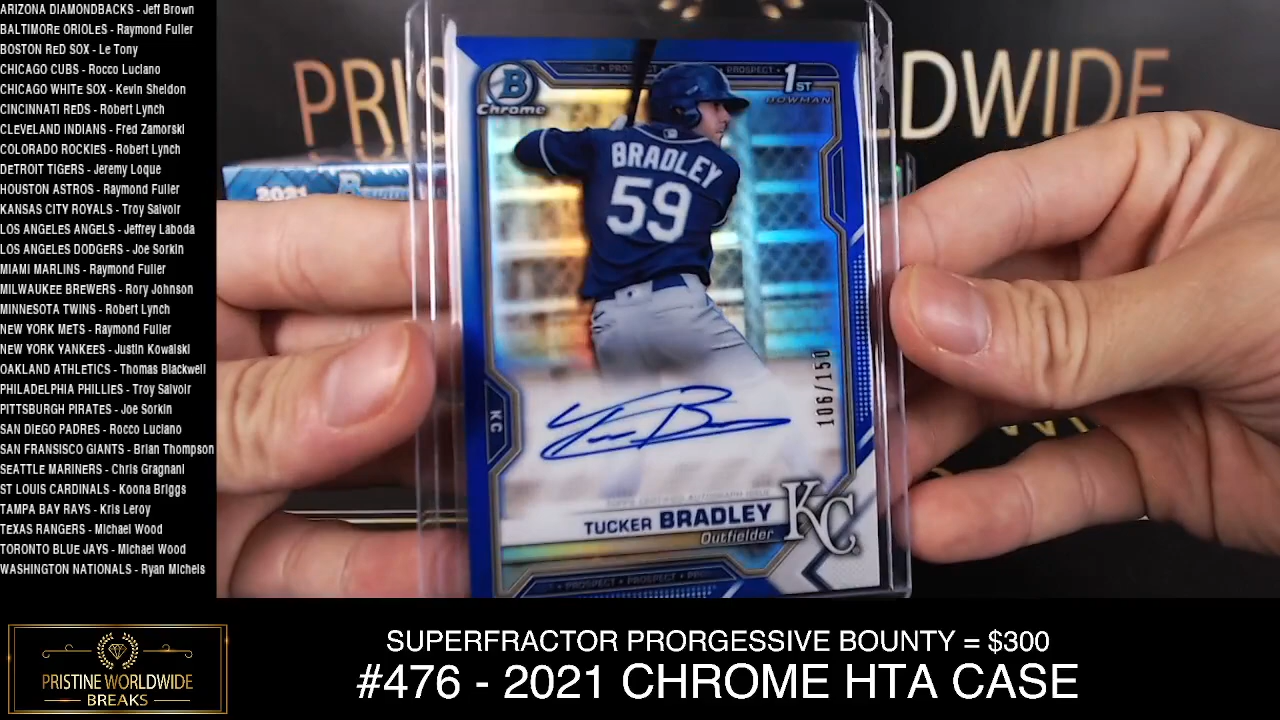 ARIZONA DIAMONDBACKS - Jeff Brown
BALTIMORe ORIOLeS - Raymond Fuller
BOSTON ReD SOX - Le Tony
CHICAGO CUBS - Rocco Luciano
CHICAGO WHITe SOX - Kevin Sheldon
CINCINNATI ReDS - Robert Lynch
CLEVELAND INDIANS - Fred Zamorski
COLORADO ROCKIES - Robert Lynch
DETROIT TIGERS - Jeremy Loque
HOUSTON ASTROS - Raymond Fuller
KANSAS CITY ROYALS - Troy Salvoir
LOS ANGELES ANGELS - Jeffrey Laboda
LOS ANGELES DODGERS - Joe Sorkin
MIAMI MARLINS - Raymond Fuller
MILWAUKEE BREWERS - Rory Johnson
MINNeSOTA TWINS - Robert Lynch
NEW YORK MeTS - Raymond Fuller
NeW YORK YANKeeS - Justin Kowalski
OAKLAND ATHLETICS - Thomas Blackwell
PHILADELPHIA PHILLIES - Troy Salvoir
PITTSBURGH PIRATES - Joe Sorkin
SAN DIEGO PADRES - Rocco Luciano
SAN FRANSISCO GIANTS - Brian Thompson
SEATTLE MARINERS - Chris Gragnani
ST LOUIS CARDINALS - Koona Briggs
TAMPA BAY RAYS - Kris Leroy
TEXAS RANGERS - Michael Wood
TORONTO BLUE JAYS - Michael Wood
WASHINGTON NATIONALS - Ryan Michels
PRIS
LDWIDE
2021
B
Chrome
PROSPECT
1ST
BOWMAN
BRADLEY
59
106/150
KC
TUCKER BRADLEY
Outfielder
KC
PROSPECT • PROSPECT
SUPERFRACTOR PRORGESSIVE BOUNTY = $300
#476 - 2021 CHROME HTA CASE
PRISTINE WORLDWIDE
BREAKS